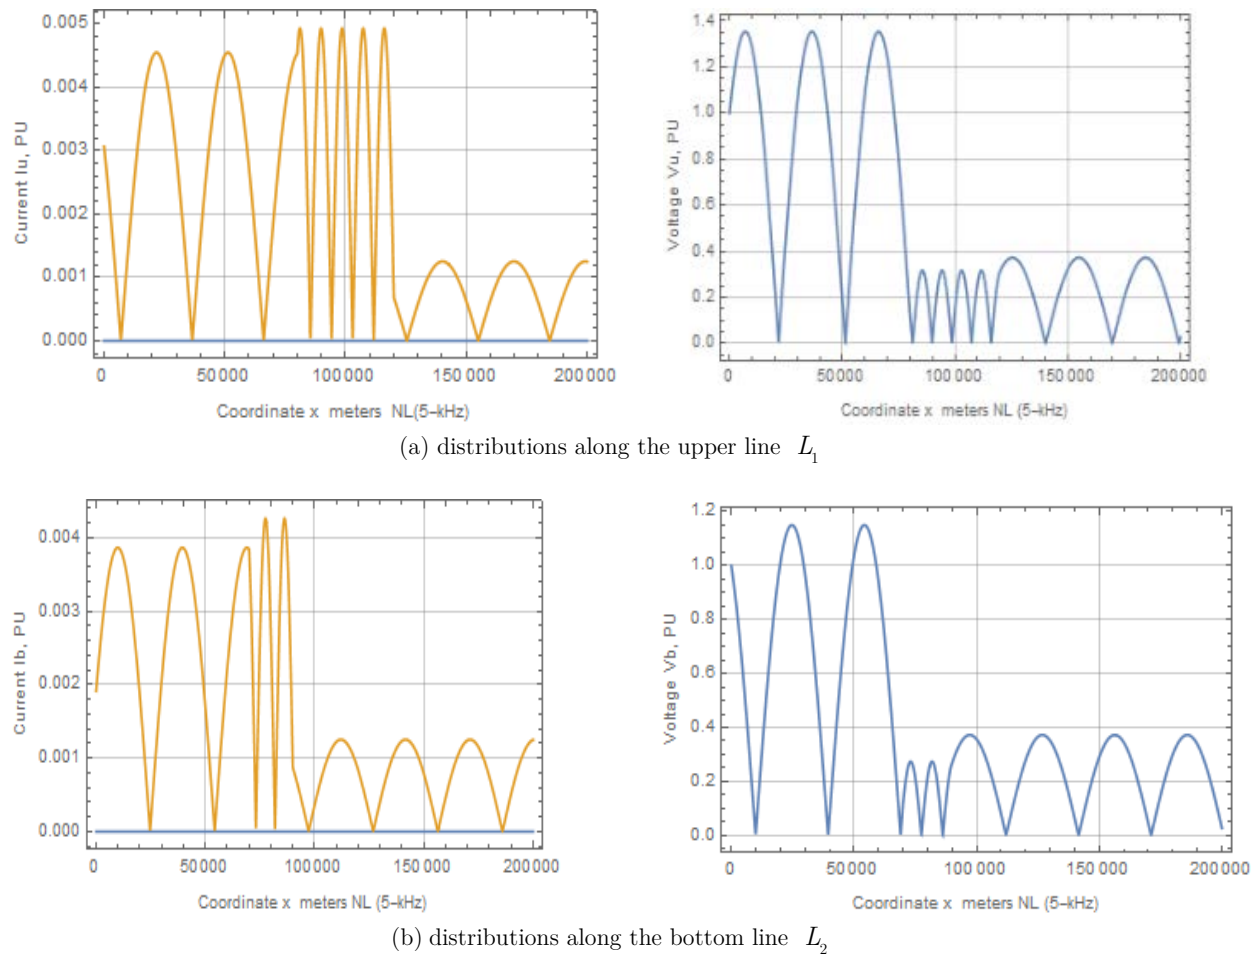 Current Iu, PU
0.005
0.004
0.003
0.002
0.001
0.000
0 50000 100000 150000 200000
Coordinate x meters NL(5–kHz)
Voltage Vu, PU
1.4
1.2
1.0
0.8
0.6
0.4
0.2
0.0
0 50000 100000 150000 200000
Coordinate x meters NL (5–kHz)
(a) distributions along the upper line L1
Current Ib, PU
0.004
0.003
0.002
0.001
0.000
0 50000 100000 150000 200000
Coordinate x meters NL (5–kHz)
Voltage Vb, PU
1.2
1.0
0.8
0.6
0.4
0.2
0.0
0 50000 100000 150000 200000
Coordinate x meters NL (5–kHz)
(b) distributions along the bottom line L2